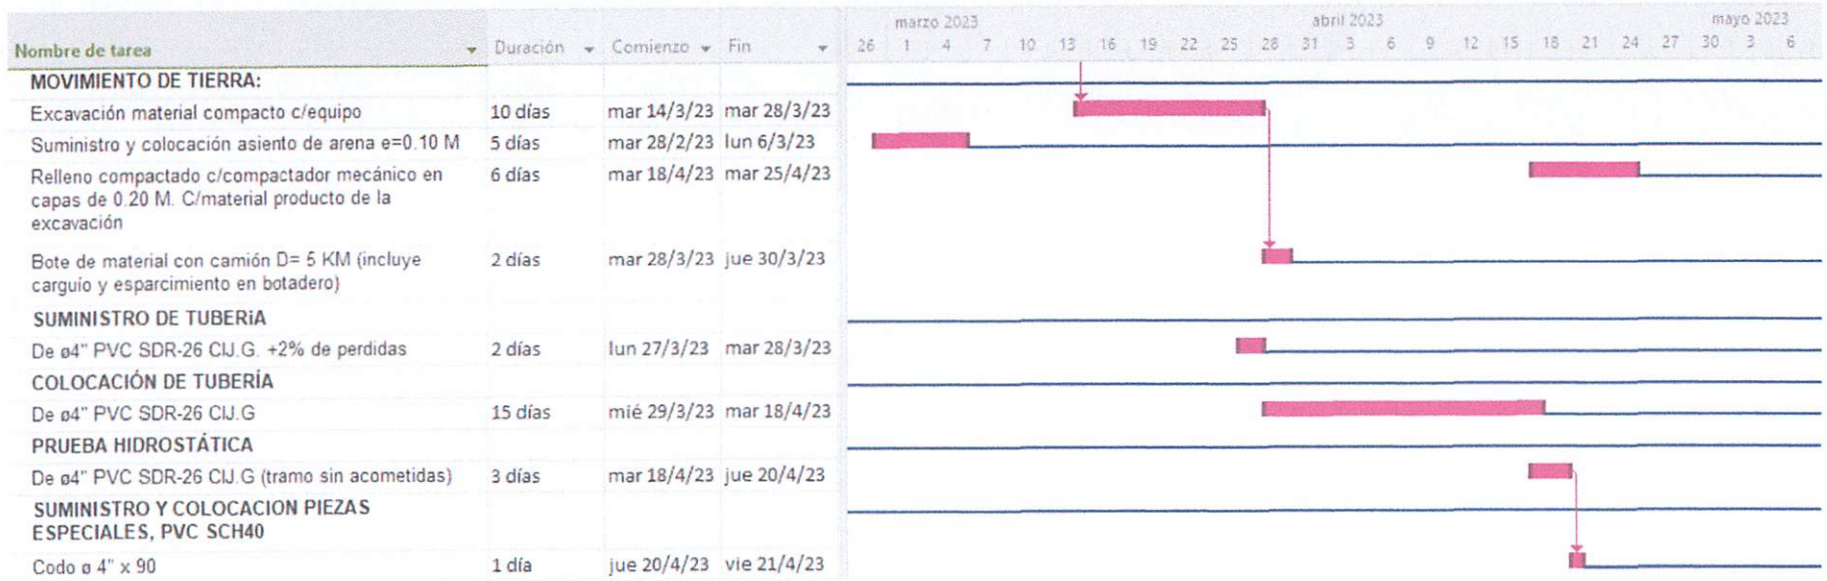 marzo 2023 abril 2023 mayo 2023
Nombre de tarea Duración Comienzo Fin 26 1 4 7 10 13 16 19 22 25 28 31 3 6 9 12 15 18 21 24 27 30 3 6
MOVIMIENTO DE TIERRA:
Excavación material compacto c/equipo 10 días mar 14/3/23 mar 28/3/23
Suministro y colocación asiento de arena e=0.10 M 5 días mar 28/2/23 lun 6/3/23
Relleno compactado c/compactador mecánico en 6 días mar 18/4/23 mar 25/4/23
capas de 0.20 M. C/material producto de la
excavación
Bote de material con camión D= 5 KM (incluye 2 días mar 28/3/23 jue 30/3/23
carguío y esparcimiento en botadero)
SUMINISTRO DE TUBERíA
De ø4" PVC SDR-26 C/J.G. +2% de perdidas 2 días lun 27/3/23 mar 28/3/23
COLOCACIÓN DE TUBERÍA
De ø4" PVC SDR-26 C/J.G 15 días mié 29/3/23 mar 18/4/23
PRUEBA HIDROSTÁTICA
De ø4" PVC SDR-26 C/J.G (tramo sin acometidas) 3 días mar 18/4/23 jue 20/4/23
SUMINISTRO Y COLOCACION PIEZAS
ESPECIALES, PVC SCH40
Codo ø 4" x 90 1 día jue 20/4/23 vie 21/4/23